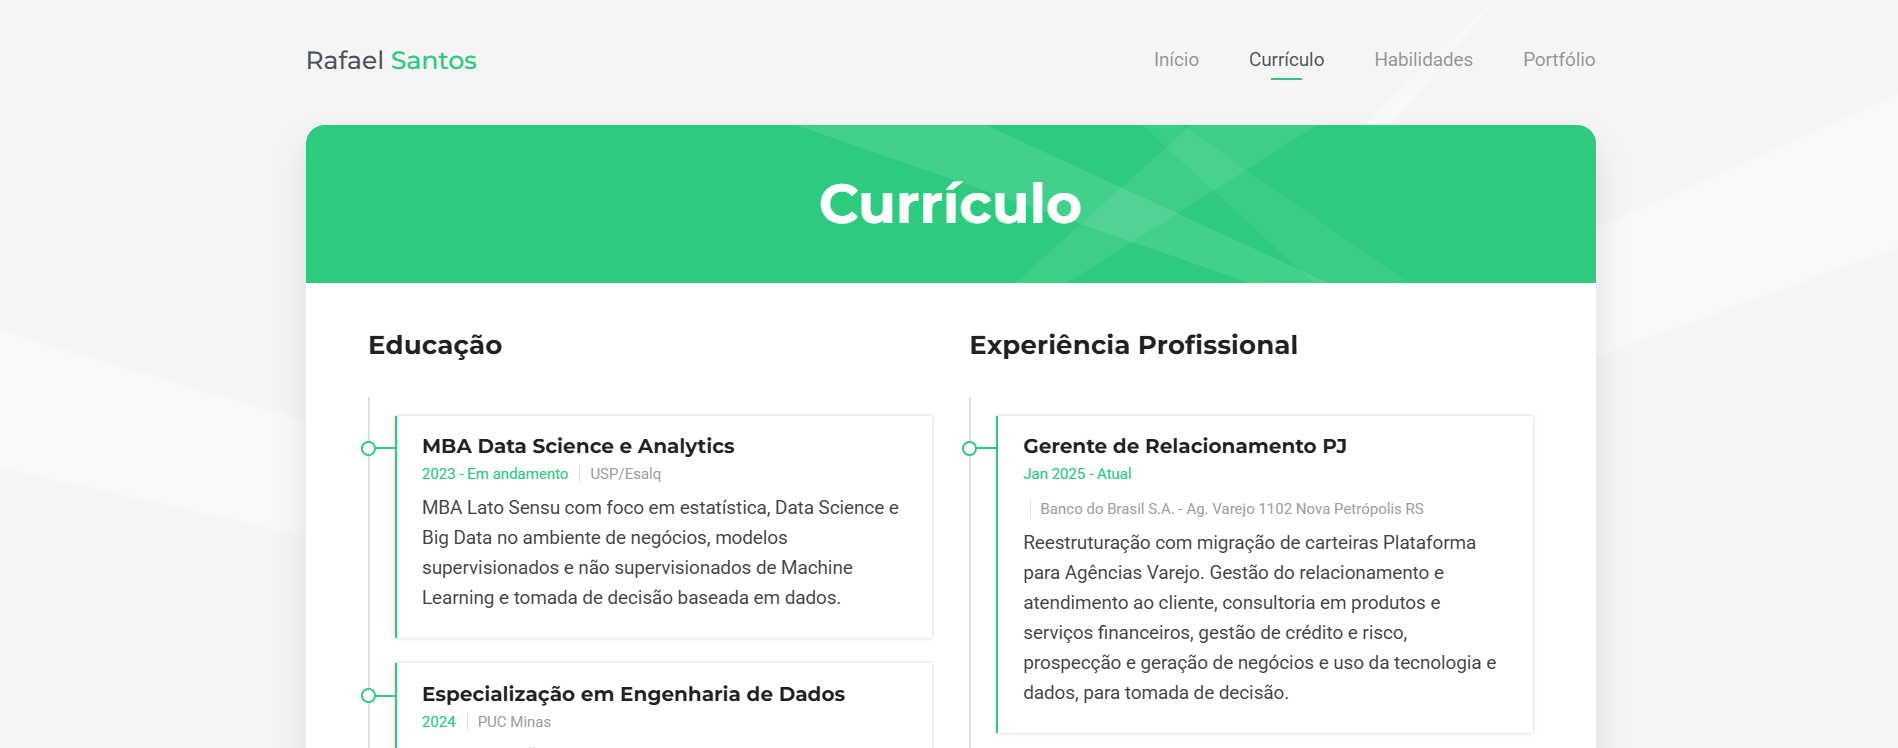 Rafael Santos
Início
Currículo
Habilidades
Portfólio
Currículo
Educação
MBA Data Science e Analytics
2023 - Em andamento
USP/Esalq
MBA Lato Sensu com foco em estatística, Data Science e
Big Data no ambiente de negócios, modelos
supervisionados e não supervisionados de Machine
Learning e tomada de decisão baseada em dados.
Especialização em Engenharia de Dados
2024
PUC Minas
Experiência Profissional
Gerente de Relacionamento PJ
Jan 2025 - Atual
Banco do Brasil S.A. - Ag. Varejo 1102 Nova Petrópolis RS
Reestruturação com migração de carteiras Plataforma
para Agências Varejo. Gestão do relacionamento e
atendimento ao cliente, consultoria em produtos e
serviços financeiros, gestão de crédito e risco,
prospecção e geração de negócios e uso da tecnologia e
dados, para tomada de decisão.